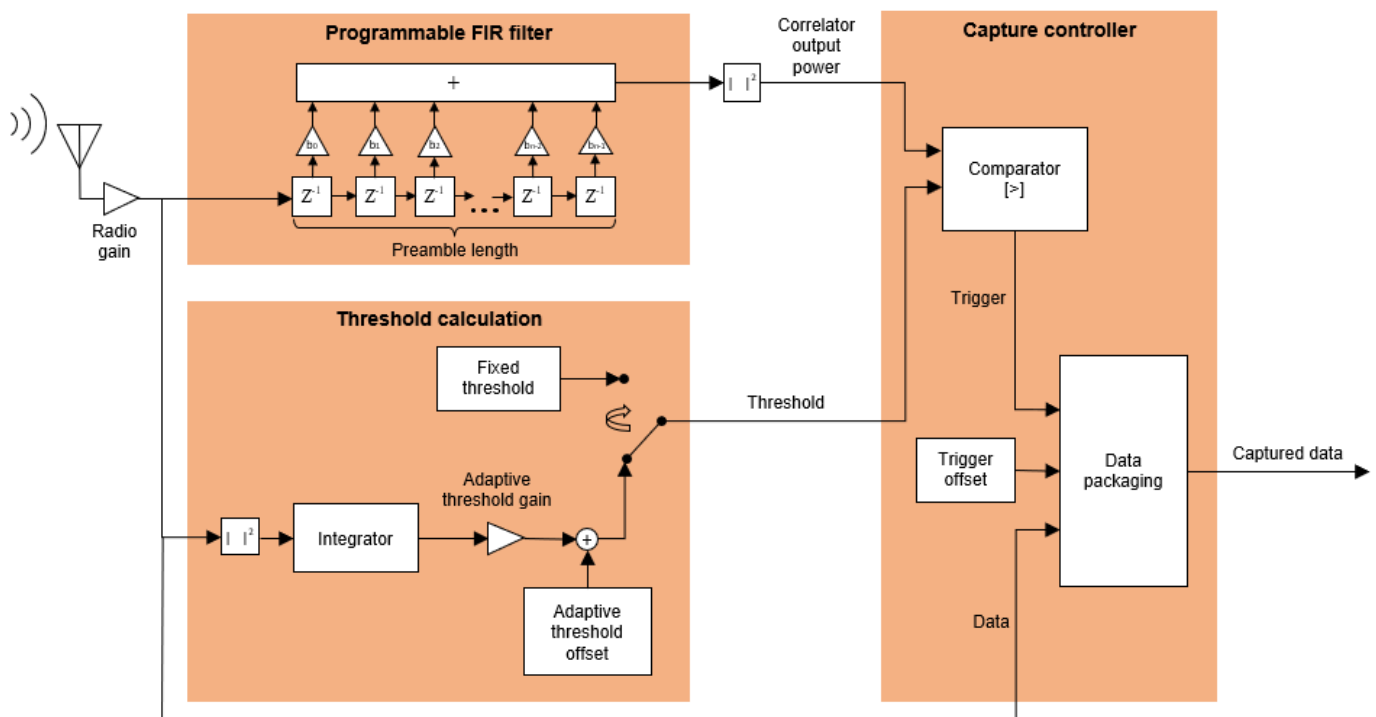 Programmable FIR filter
+
b0
b1
b2
bn-2
bn-1
Z-1
Z-1
Z-1
...
Z-1
Z-1
Preamble length
Radio
gain
| |2
Correlator
output
power
Capture controller
Comparator
[>]
Trigger
Threshold calculation
Fixed
threshold
Threshold
Adaptive
threshold gain
| |2
Integrator
+
Adaptive
threshold
offset
Trigger
offset
Data
packaging
Captured data
Data